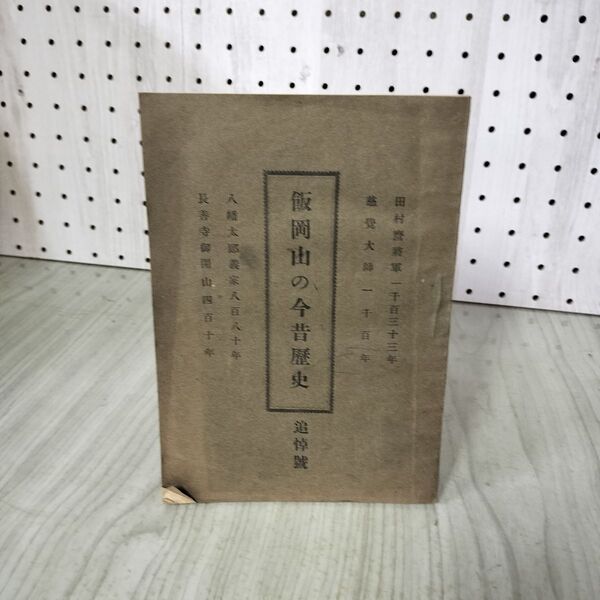 田村麿將軍一千百三十三年
慈覺大師一千百年
飯岡山の今昔歷史
追悼號
八幡太郎義家八百八十年
長善寺御開山四百十年